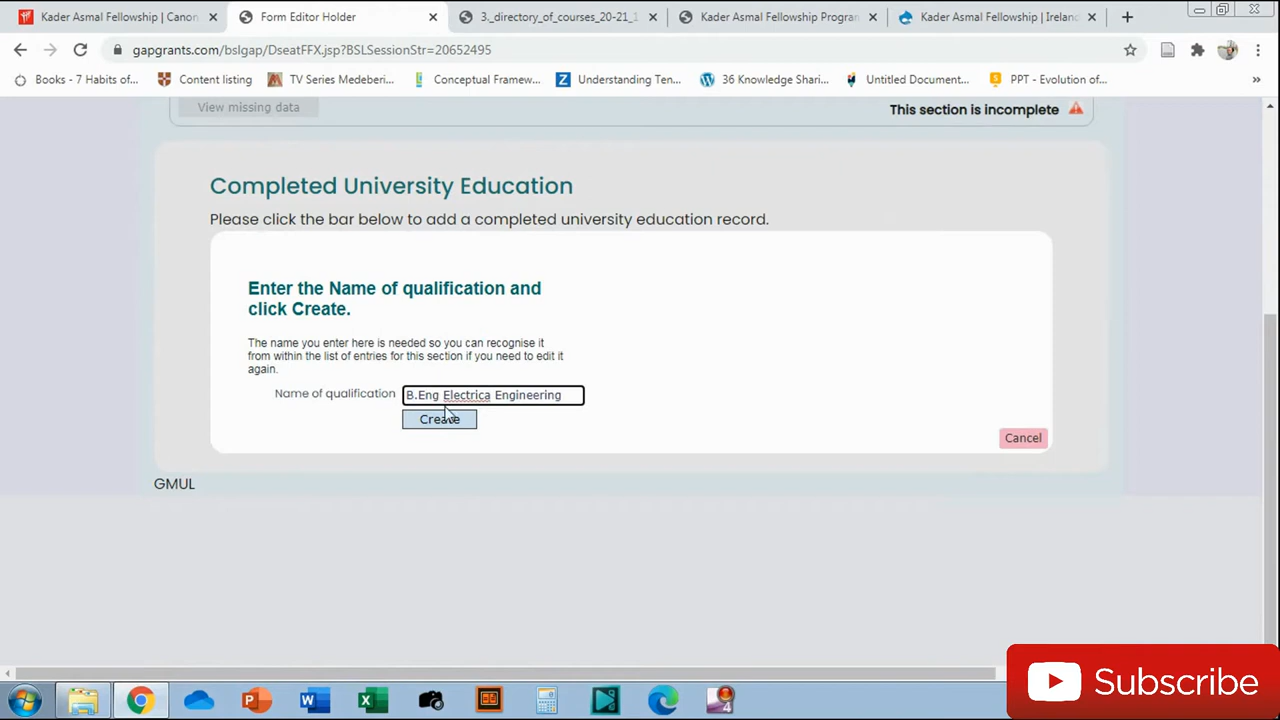 Kader Asmal Fellowship | Canon
Form Editor Holder
3._directory_of_courses_20-21_1
Kader Asmal Fellowship Program
Kader Asmal Fellowship | Irelan
gapgrants.com/bslgap/DseatFFX.jsp?BSLSessionStr=20652495
Books - 7 Habits of...
Content listing
TV Series Medeberi...
Conceptual Framew...
Understanding Ten...
36 Knowledge Shari...
Untitled Document...
PPT - Evolution of...
View missing data
This section is incomplete
Completed University Education
Please click the bar below to add a completed university education record.
Enter the Name of qualification and
click Create.
The name you enter here is needed so you can recognise it
from within the list of entries for this section if you need to edit it
again.
Name of qualification B.Eng Electrica Engineering
Create
Cancel
GMUL
Subscribe